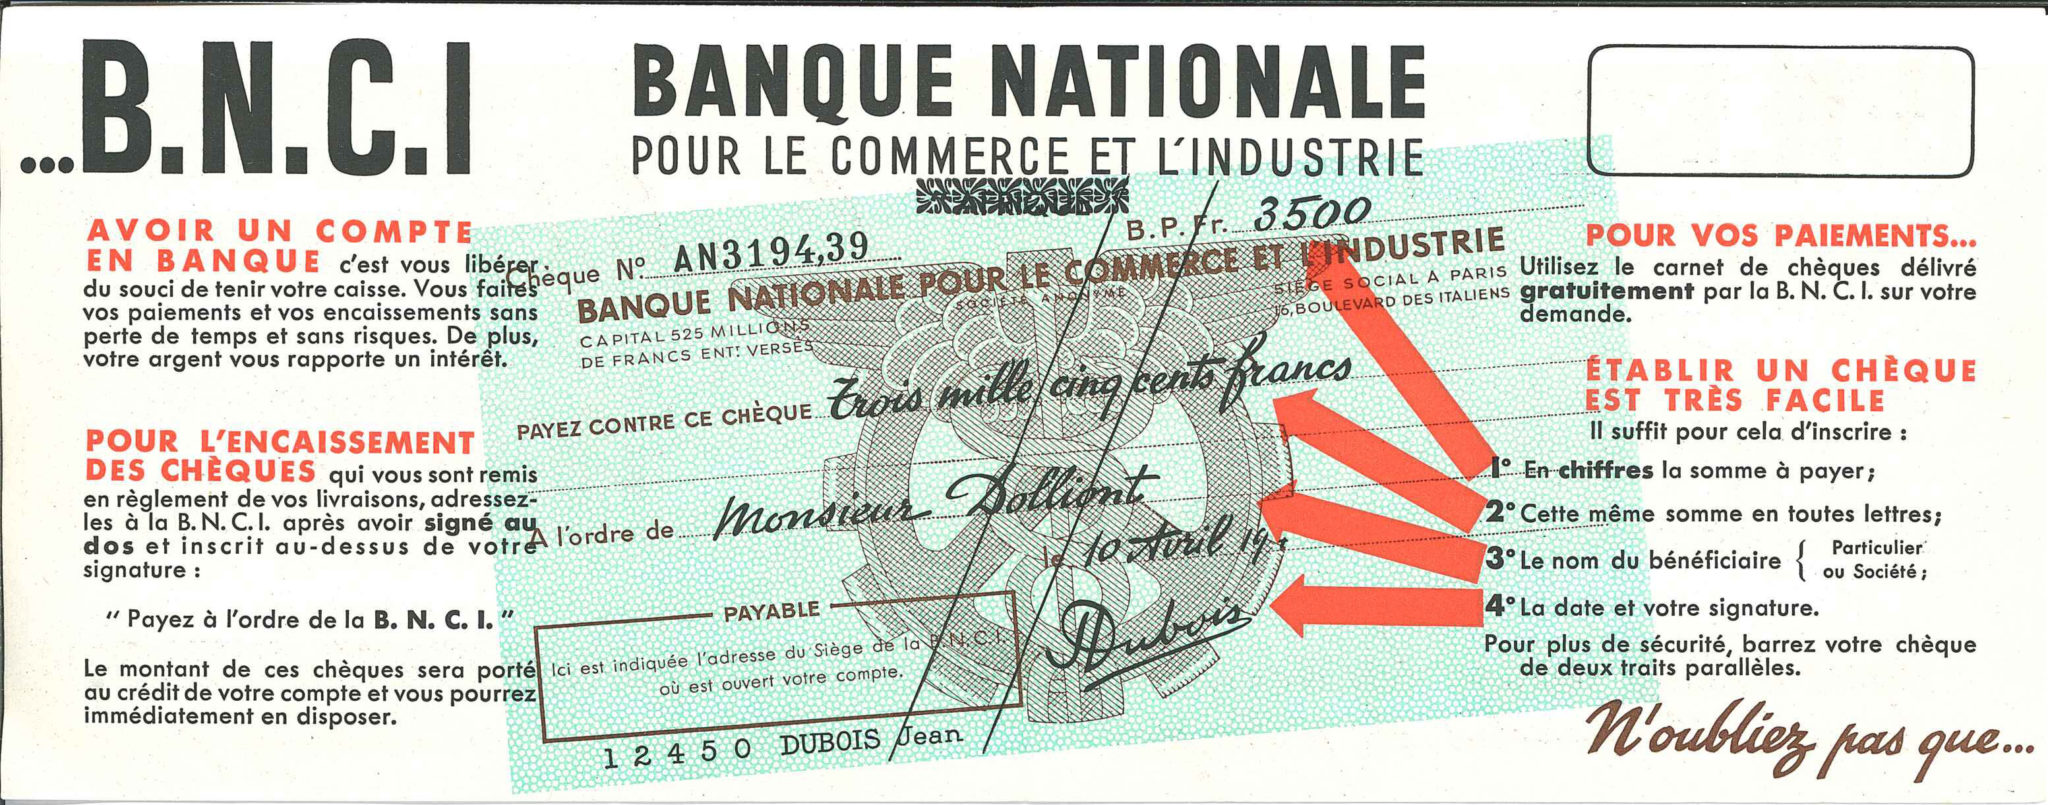 ...B.N.C.I
BANQUE NATIONALE
POUR LE COMMERCE ET L'INDUSTRIE
AFRIQUE
AVOIR UN COMPTE
EN BANQUE c'est vous libérer
du souci de tenir votre caisse. Vous faites
vos paiements et vos encaissements sans
perte de temps et sans risques. De plus,
votre argent vous rapporte un intérêt.
POUR L'ENCAISSEMENT
DES CHÈQUES qui vous sont remis
en règlement de vos livraisons, adressez-
les à la B.N.C.I. après avoir signé au
dos et inscrit au-dessus de votre
signature :
“ Payez à l'ordre de la B. N. C. I. ”
Le montant de ces chèques sera porté
au crédit de votre compte et vous pourrez
immédiatement en disposer.
Chèque No AN3194,39
B.P.Fr. 3500
BANQUE NATIONALE POUR LE COMMERCE ET L'INDUSTRIE
SOCIÉTÉ ANONYME
CAPITAL 525 MILLIONS
DE FRANCS ENT: VERSÉS
SIÈGE SOCIAL A PARIS
16, BOULEVARD DES ITALIENS
PAYEZ CONTRE CE CHÈQUE Trois mille cinq cents francs
A l'ordre de Monsieur Dolliont
le 10 Avril 19
PAYABLE
Ici est indiquée l'adresse du Siège de la B.N.C.I.
où est ouvert votre compte.
Dubois
12450 DUBOIS Jean
POUR VOS PAIEMENTS...
Utilisez le carnet de chèques délivré
gratuitement par la B. N. C. I. sur votre
demande.
ÉTABLIR UN CHÈQUE
EST TRÈS FACILE
Il suffit pour cela d'inscrire :
1° En chiffres la somme à payer;
2° Cette même somme en toutes lettres;
3° Le nom du bénéficiaire { Particulier
ou Société;
4° La date et votre signature.
Pour plus de sécurité, barrez votre chèque
de deux traits parallèles.
N'oubliez pas que...